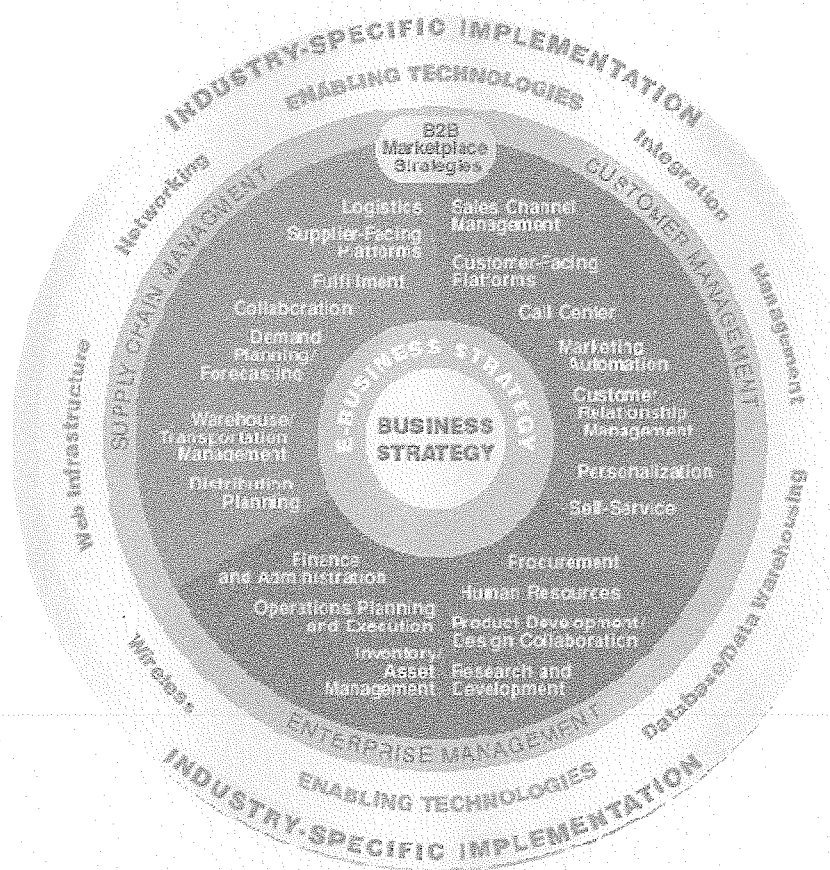 INDUSTRY-SPECIFIC IMPLEMENTATION
ENABLING TECHNOLOGIES
B2B
Marketplace
Strategies
Networking
Integration
SUPPLY CHAIN MANAGMENT
CUSTOMER MANAGEMENT
Management
Web Infrastructure
Logistics
Supplier-Facing
Platforms
Fulfillment
Collaboration
Demand
Planning/
Forecasting
Warehouse/
Transportation
Management
Distribution
Planning
Sales Channel
Management
Customer-Facing
Platforms
Call Center
Marketing
Automation
Customer
Relationship
Management
Personalization
Self-Service
E-BUSINESS STRATEGY
BUSINESS
STRATEGY
Finance
and Administration
Operations Planning
and Execution
Inventory/
Asset
Management
Procurement
Human Resources
Product Development/
Design Collaboration
Research and
Development
Wireless
Database/Data Warehousing
ENTERPRISE MANAGEMENT
ENABLING TECHNOLOGIES
INDUSTRY-SPECIFIC IMPLEMENTATION